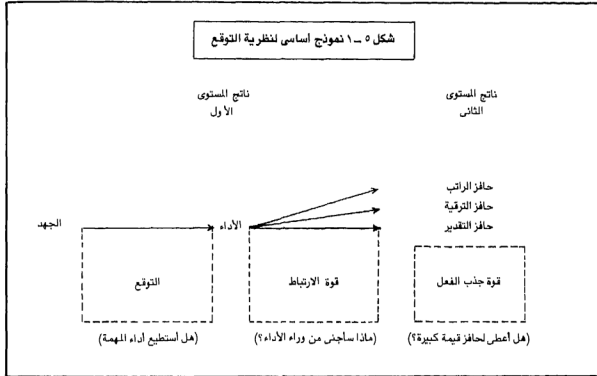 شكل ٥ - ١ نموذج أساسى لنظرية التوقع
ناتج المستوى
الأول
ناتج المستوى
الثانى
حافز الراتب
حافز الترقية
حافز التقدير
الأداء
الجهد
التوقع
قوة الارتباط
قوة جذب الفعل
(هل أستطيع أداء المهمة)
(ماذا سأجنى من وراء الأداء؟)
(هل أعطى لحافز قيمة كبيرة؟)